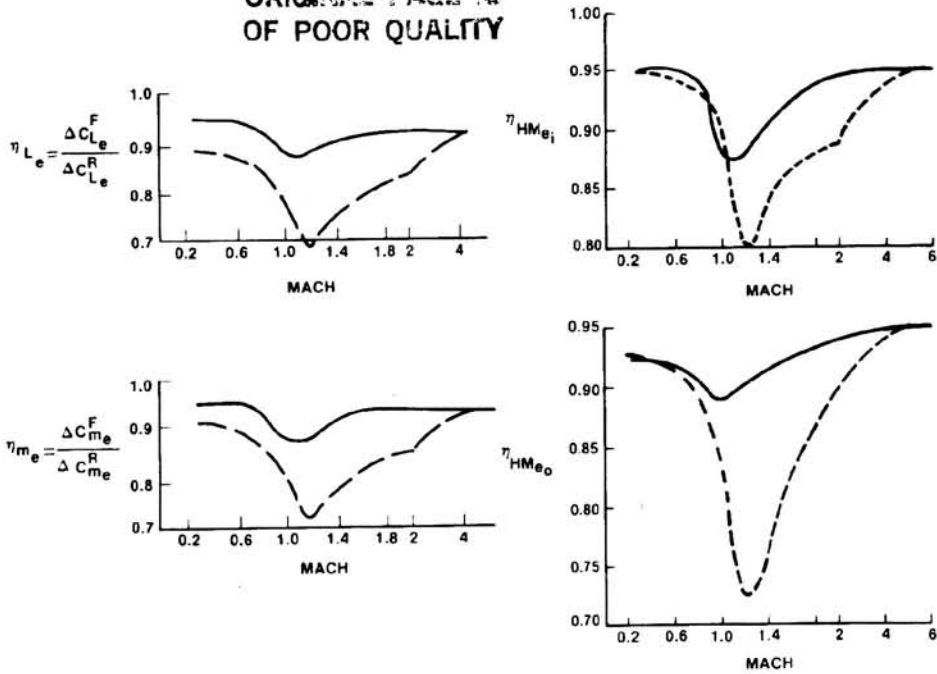 OF POOR QUALITY
η_Le = ΔC^F_Le / ΔC^R_Le
1.0
0.9
0.8
0.7
0.2 0.6 1.0 1.4 1.8 2 4
MACH
η_HMei
0.95
0.90
0.85
0.80
0.2 0.6 1.0 1.4 2 4 6
MACH
η_me = ΔC^F_me / ΔC^R_me
1.0
0.9
0.8
0.7
0.2 0.6 1.0 1.4 1.8 2 4
MACH
η_HMeo
0.95
0.90
0.85
0.80
0.75
0.70
0.2 0.6 1.0 1.4 2 4 6
MACH